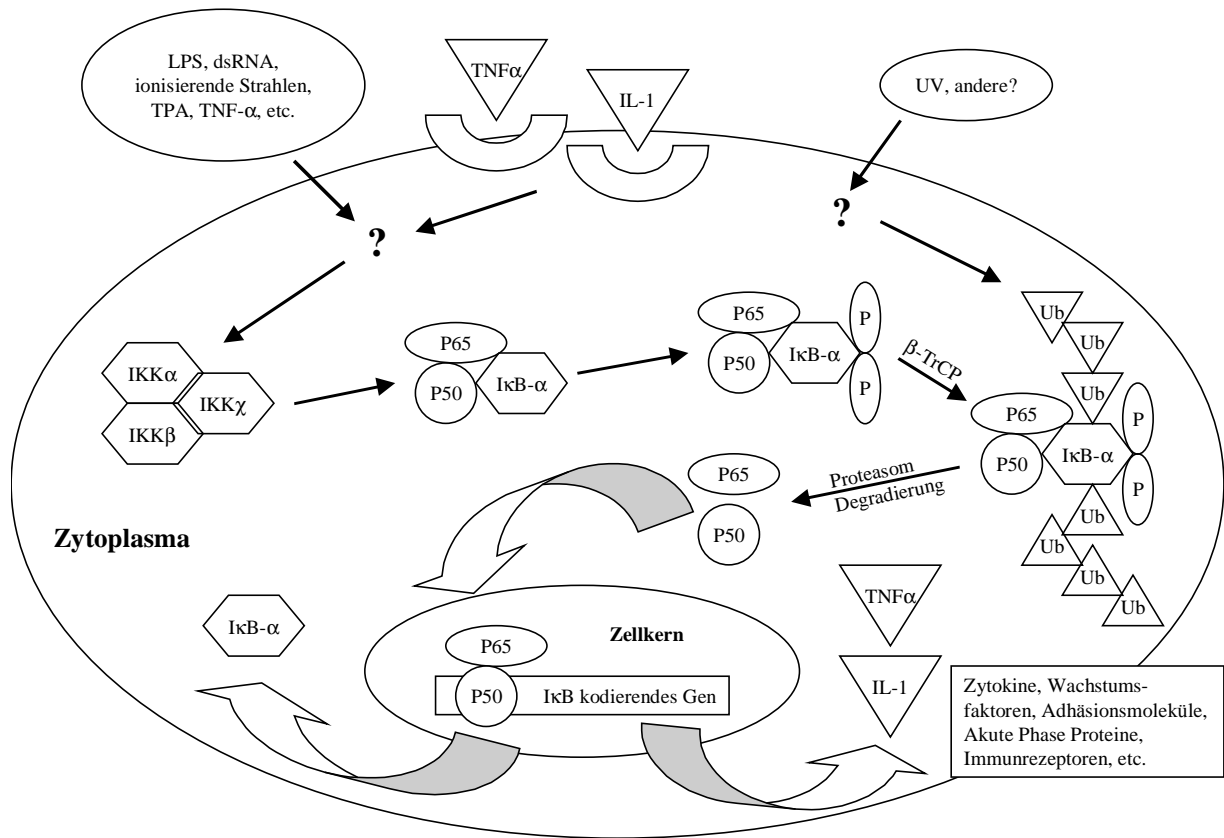 LPS, dsRNA,
ionisierende Strahlen,
TPA, TNF-α, etc.
TNFα
IL-1
UV, andere?
?
?
IKKα
IKKχ
IKKβ
P65
P50
IκB-α
P65
P50
IκB-α
P
P
β-TrCP
Ub
Ub
Ub
P65
P50
IκB-α
P
P
Ub
Ub
Ub
Ub
Proteasom
Degradierung
P65
P50
Zytoplasma
TNFα
IL-1
IκB-α
Zellkern
P65
P50
IκB kodierendes Gen
Zytokine, Wachstums-
faktoren, Adhäsionsmoleküle,
Akute Phase Proteine,
Immunrezeptoren, etc.